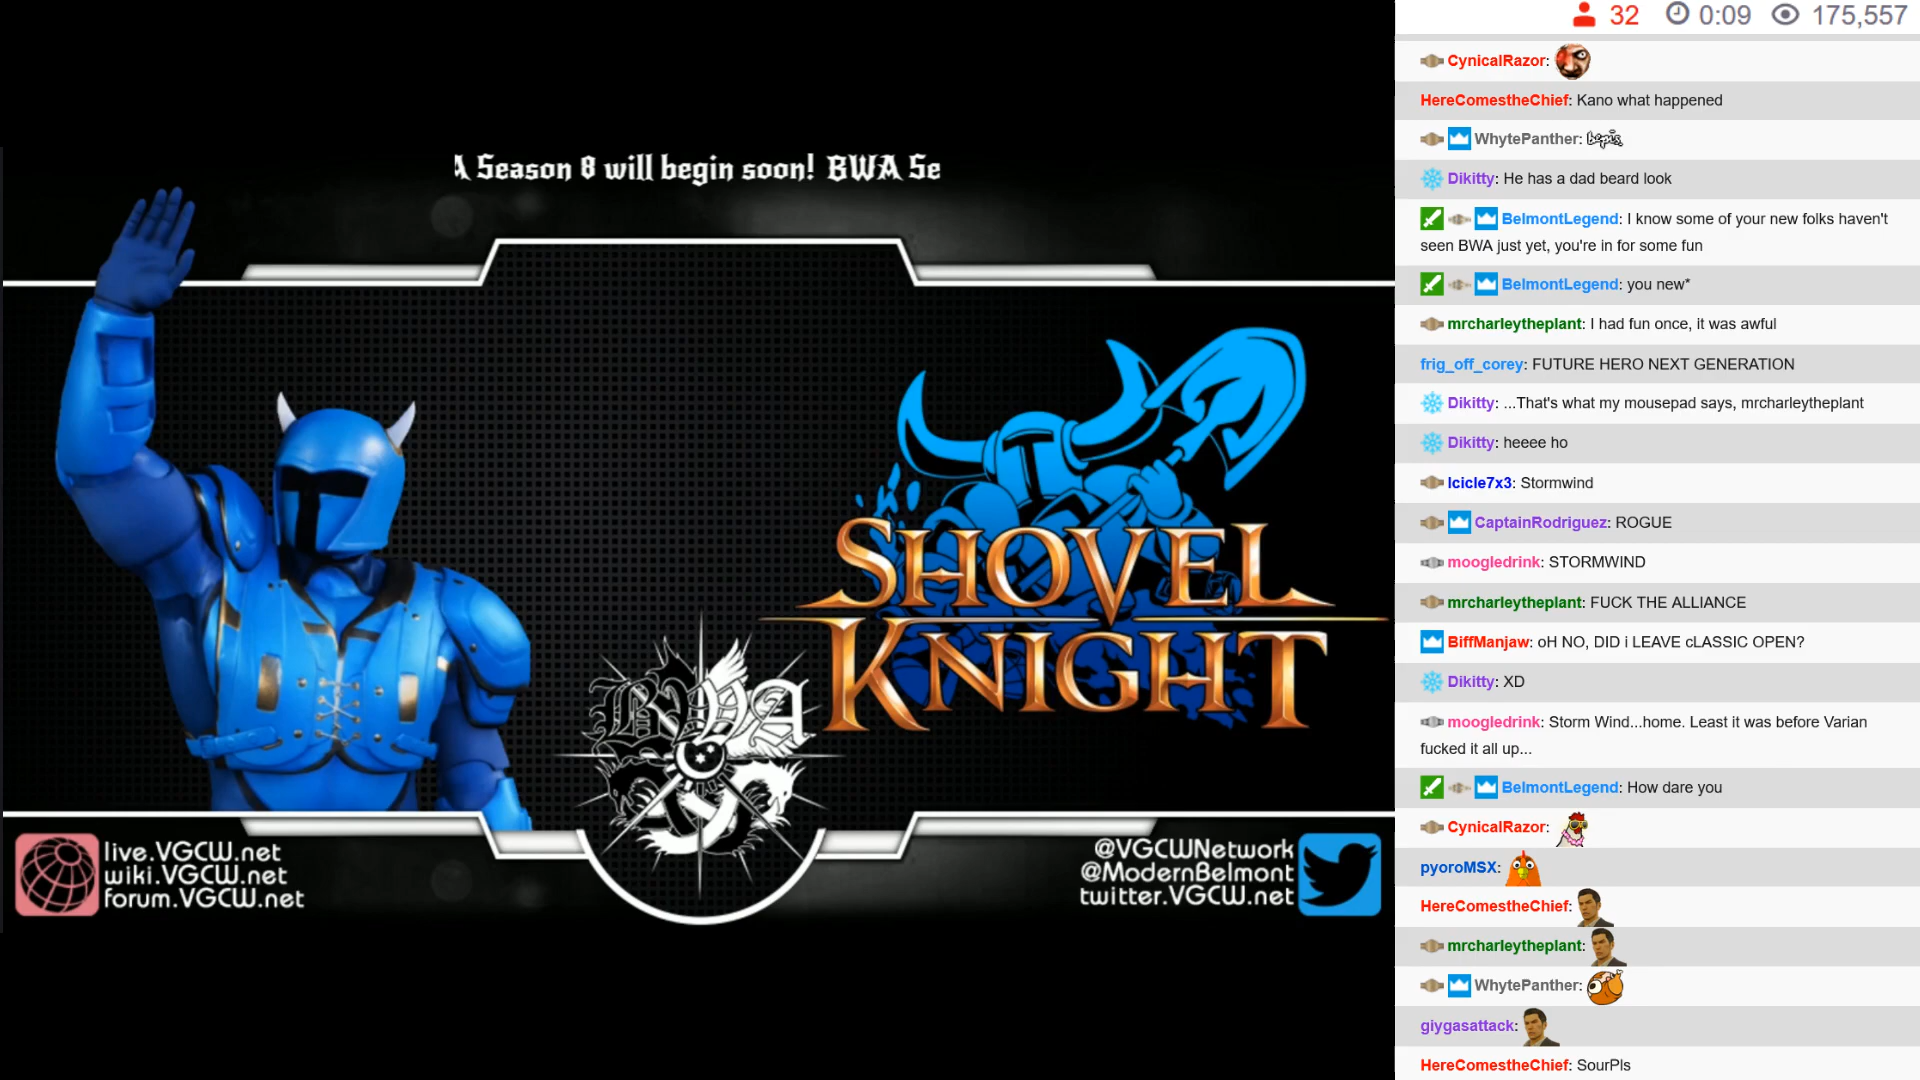 A Season 8 will begin soon! BWA Se
SHOVEL
KNIGHT
BWA
live.VGCW.net
wiki.VGCW.net
forum.VGCW.net
@VGCWNetwork
@ModernBelmont
twitter.VGCW.net
32 0:09 175,557
CynicalRazor:
HereComestheChief: Kano what happened
WhytePanther: bepis
Dikitty: He has a dad beard look
BelmontLegend: I know some of your new folks haven't
seen BWA just yet, you're in for some fun
BelmontLegend: you new*
mrcharleytheplant: I had fun once, it was awful
frig_off_corey: FUTURE HERO NEXT GENERATION
Dikitty: ...That's what my mousepad says, mrcharleytheplant
Dikitty: heeee ho
Icicle7x3: Stormwind
CaptainRodriguez: ROGUE
moogledrink: STORMWIND
mrcharleytheplant: FUCK THE ALLIANCE
BiffManjaw: oH NO, DID i LEAVE cLASSIC OPEN?
Dikitty: XD
moogledrink: Storm Wind...home. Least it was before Varian
fucked it all up...
BelmontLegend: How dare you
CynicalRazor:
pyoroMSX:
HereComestheChief:
mrcharleytheplant:
WhytePanther:
giygasattack:
HereComestheChief: SourPls